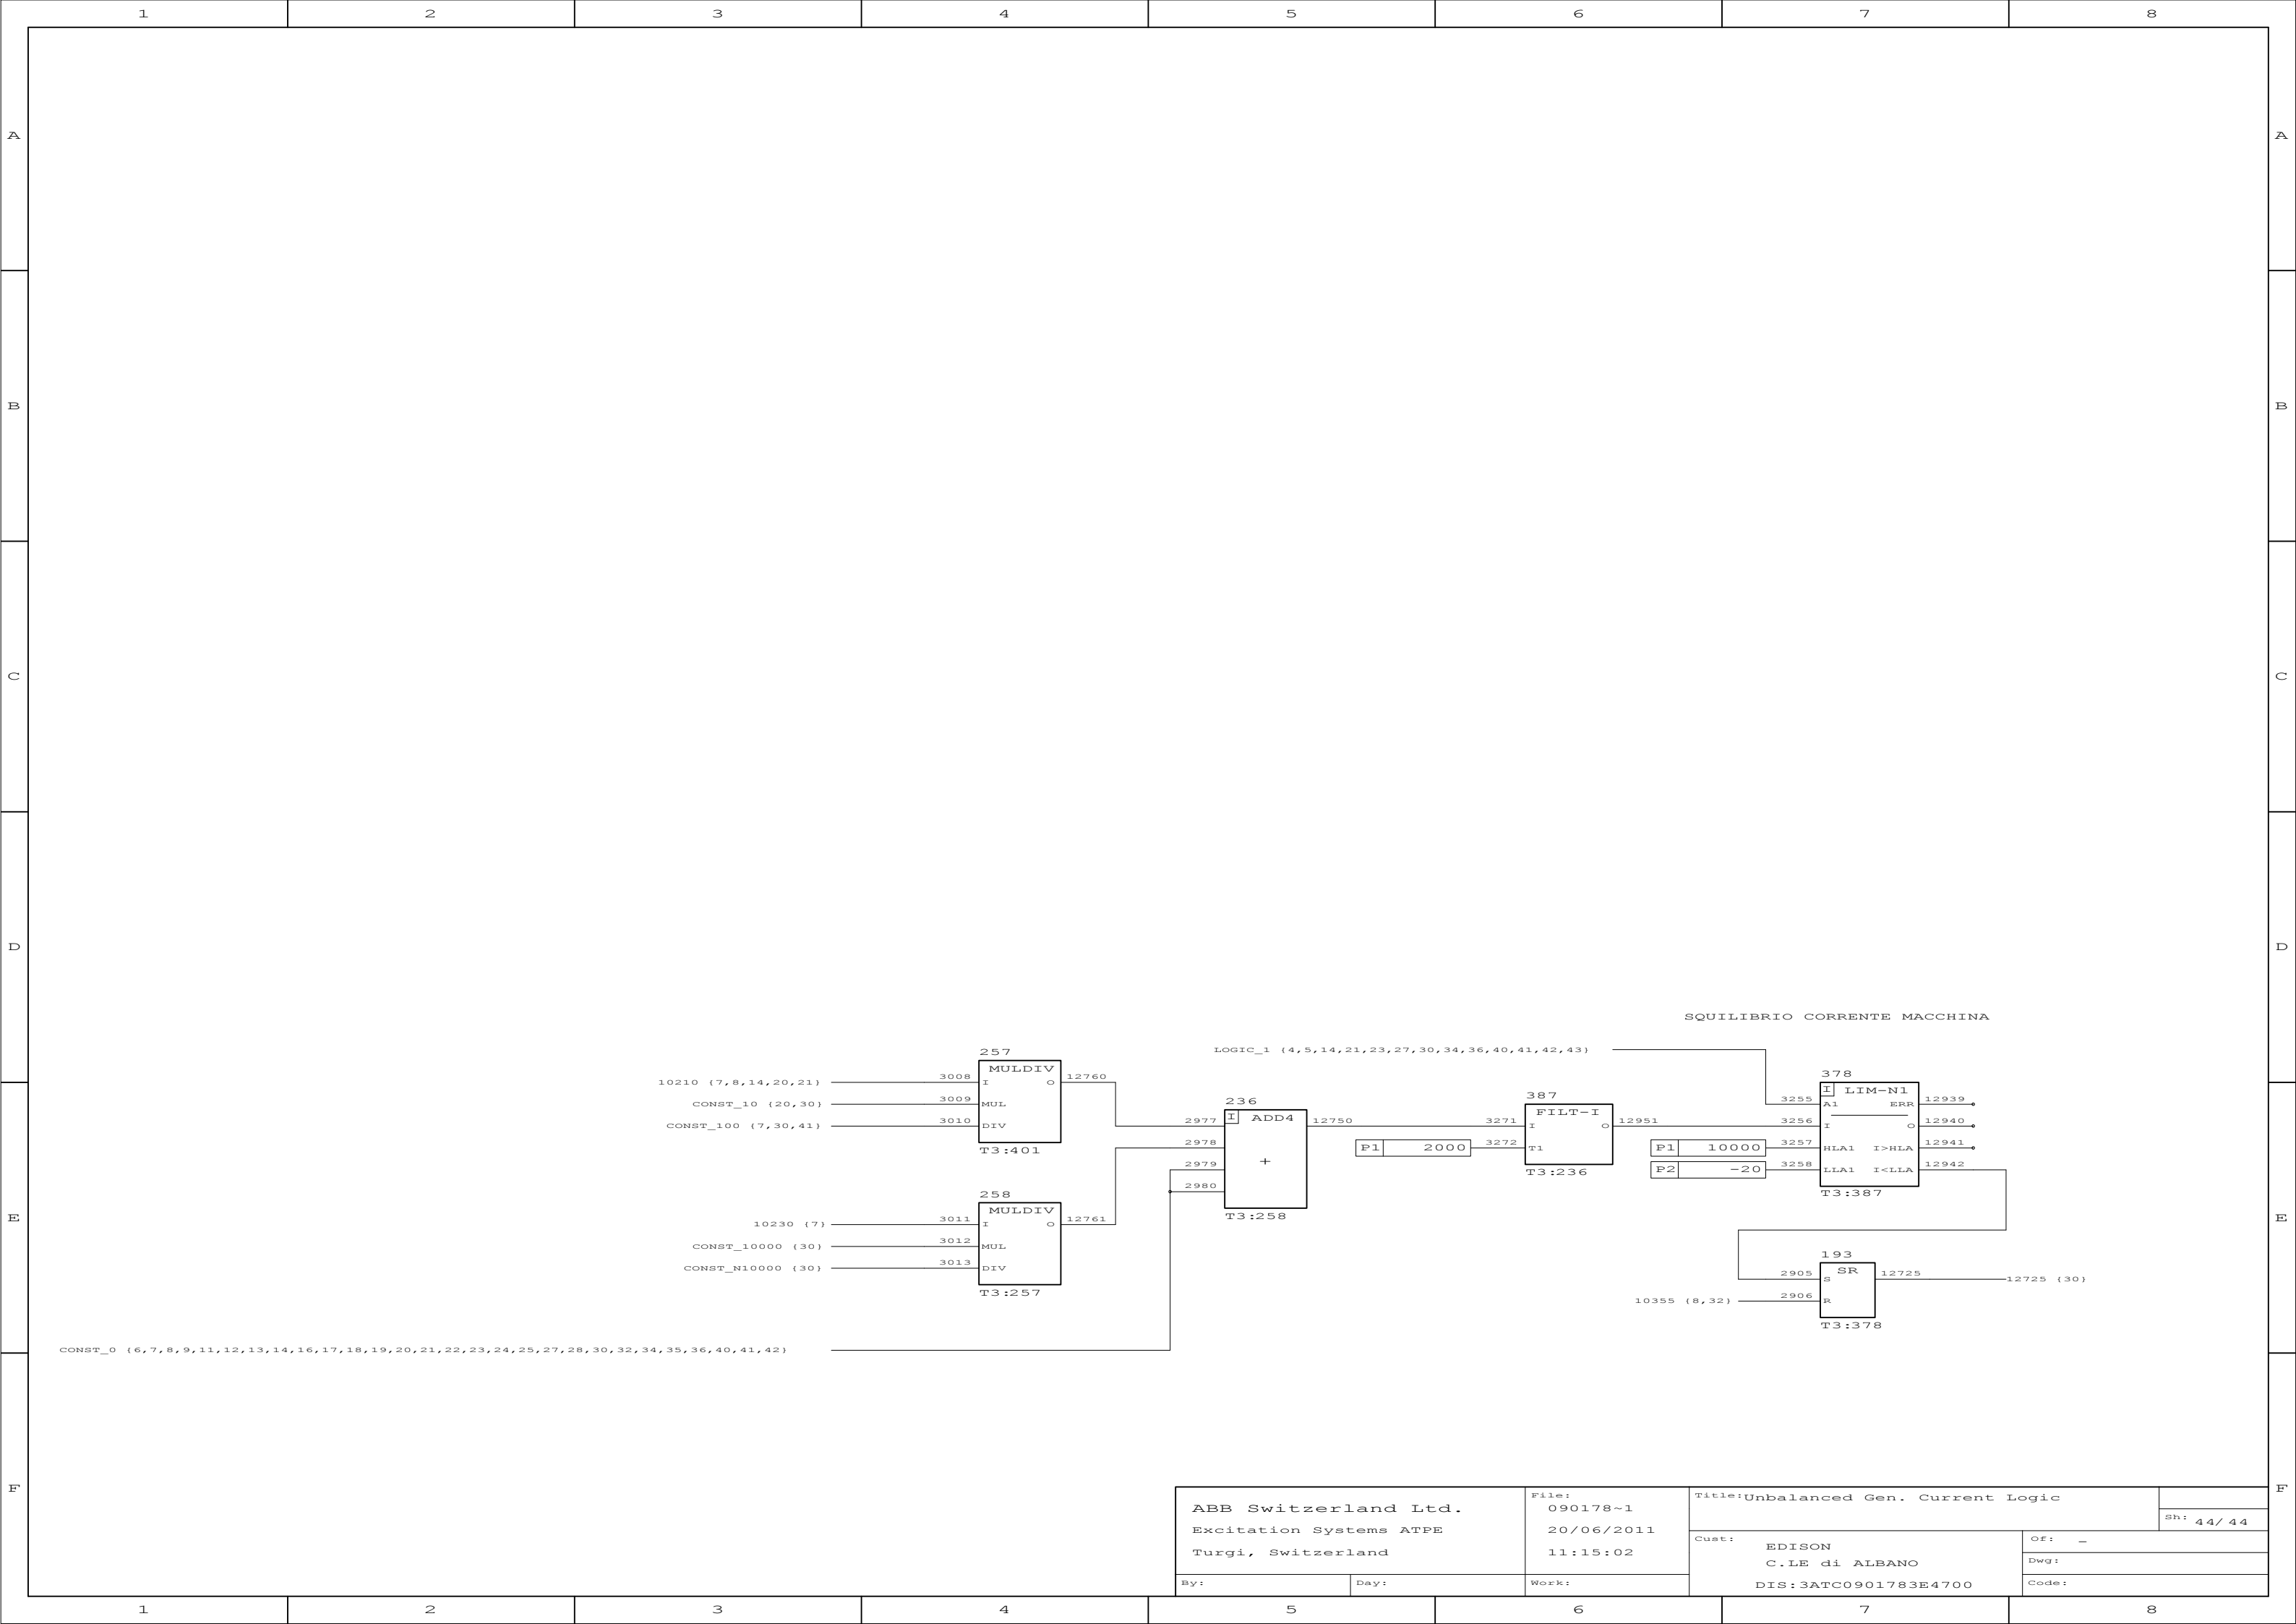 1 2 3 4 5 6 7 8
A A
B B
C C
D D
SQUILIBRIO CORRENTE MACCHINA
LOGIC_1 (4,5,14,21,23,27,30,34,36,40,41,42,43)
257
MULDIV
10210 (7,8,14,20,21) 3008 I O 12760
CONST_10 (20,30) 3009 MUL
CONST_100 (7,30,41) 3010 DIV
T3:401
258
MULDIV
10230 (7) 3011 I O 12761
CONST_10000 (30) 3012 MUL
CONST_N10000 (30) 3013 DIV
T3:257
CONST_0 (6,7,8,9,11,12,13,14,16,17,18,19,20,21,22,23,24,25,27,28,30,32,34,35,36,40,41,42)
236
I ADD4
2977 12750
2978
2979 +
2980
T3:258
387
FILT-I
3271 I O 12951
P1 2000 3272 T1
T3:236
378
I LIM-N1
3255 A1 ERR 12939
3256 I O 12940
P1 10000 3257 HLA1 I>HLA 12941
P2 -20 3258 LLA1 I<LLA 12942
T3:387
193
SR
2905 S 12725 12725 (30)
10355 (8,32) 2906 R
T3:378
E E
F F
ABB Switzerland Ltd.
Excitation Systems ATPE
Turgi, Switzerland
By: Day:
File:
090178~1
20/06/2011
11:15:02
Work:
Title: Unbalanced Gen. Current Logic
Sh: 44/ 44
Cust:
EDISON
C.LE di ALBANO
DIS:3ATC0901783E4700
Of: -
Dwg:
Code:
1 2 3 4 5 6 7 8